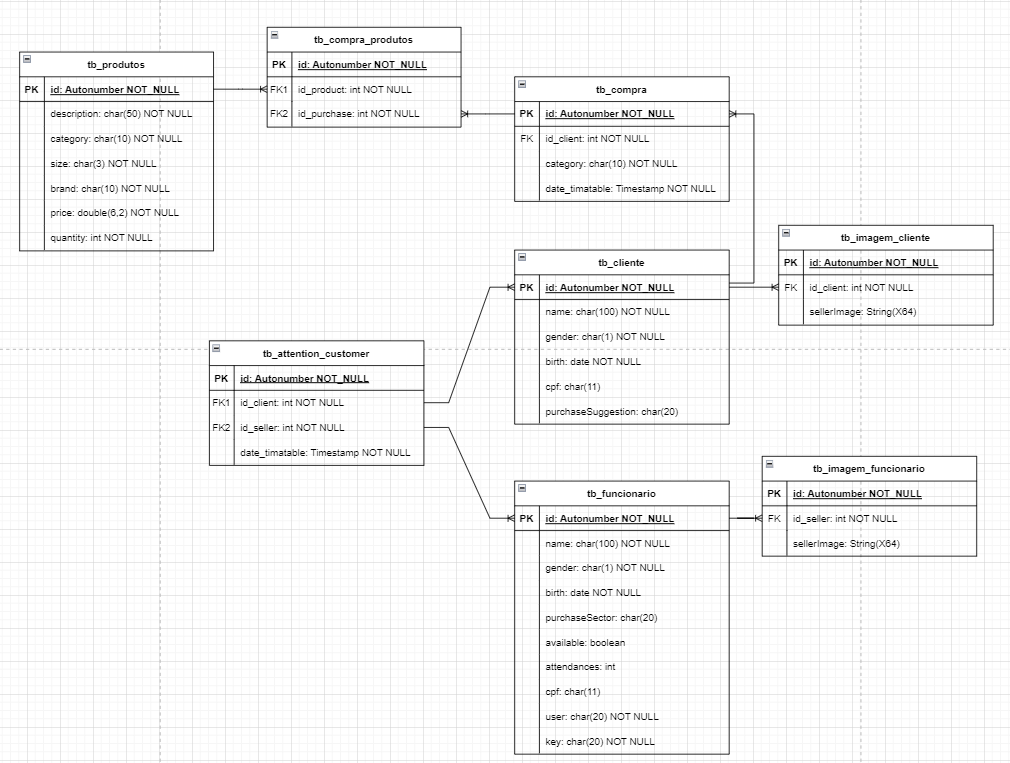 tb_produtos
PK id: Autonumber NOT_NULL
description: char(50) NOT NULL
category: char(10) NOT NULL
size: char(3) NOT NULL
brand: char(10) NOT NULL
price: double(6,2) NOT NULL
quantity: int NOT NULL
tb_compra_produtos
PK id: Autonumber NOT_NULL
FK1 id_product: int NOT NULL
FK2 id_purchase: int NOT NULL
tb_compra
PK id: Autonumber NOT_NULL
FK id_client: int NOT NULL
category: char(10) NOT NULL
date_timatable: Timestamp NOT NULL
tb_imagem_cliente
PK id: Autonumber NOT_NULL
FK id_client: int NOT NULL
sellerImage: String(X64)
tb_cliente
PK id: Autonumber NOT_NULL
name: char(100) NOT NULL
gender: char(1) NOT NULL
birth: date NOT NULL
cpf: char(11)
purchaseSuggestion: char(20)
tb_attention_customer
PK id: Autonumber NOT_NULL
FK1 id_client: int NOT NULL
FK2 id_seller: int NOT NULL
date_timatable: Timestamp NOT NULL
tb_imagem_funcionario
PK id: Autonumber NOT_NULL
FK id_seller: int NOT NULL
sellerImage: String(X64)
tb_funcionario
PK id: Autonumber NOT_NULL
name: char(100) NOT NULL
gender: char(1) NOT NULL
birth: date NOT NULL
purchaseSector: char(20)
available: boolean
attendances: int
cpf: char(11)
user: char(20) NOT NULL
key: char(20) NOT NULL